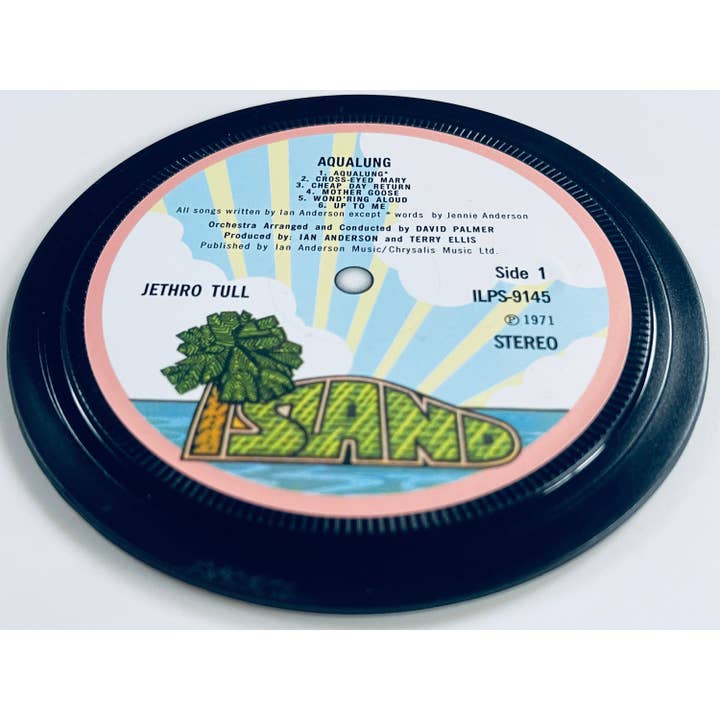 AQUALUNG
1. AQUALUNG*
2. CROSS-EYED MARY
3. CHEAP DAY RETURN
4. MOTHER GOOSE
5. WOND'RING ALOUD
6. UP TO ME
All songs written by Ian Anderson except * words by Jennie Anderson
Orchestra Arranged and Conducted by DAVID PALMER
Produced by: IAN ANDERSON and TERRY ELLIS
Published by Ian Anderson Music/Chrysalis Music Ltd.
JETHRO TULL
Side 1
ILPS-9145
℗ 1971
STEREO
ISLAND